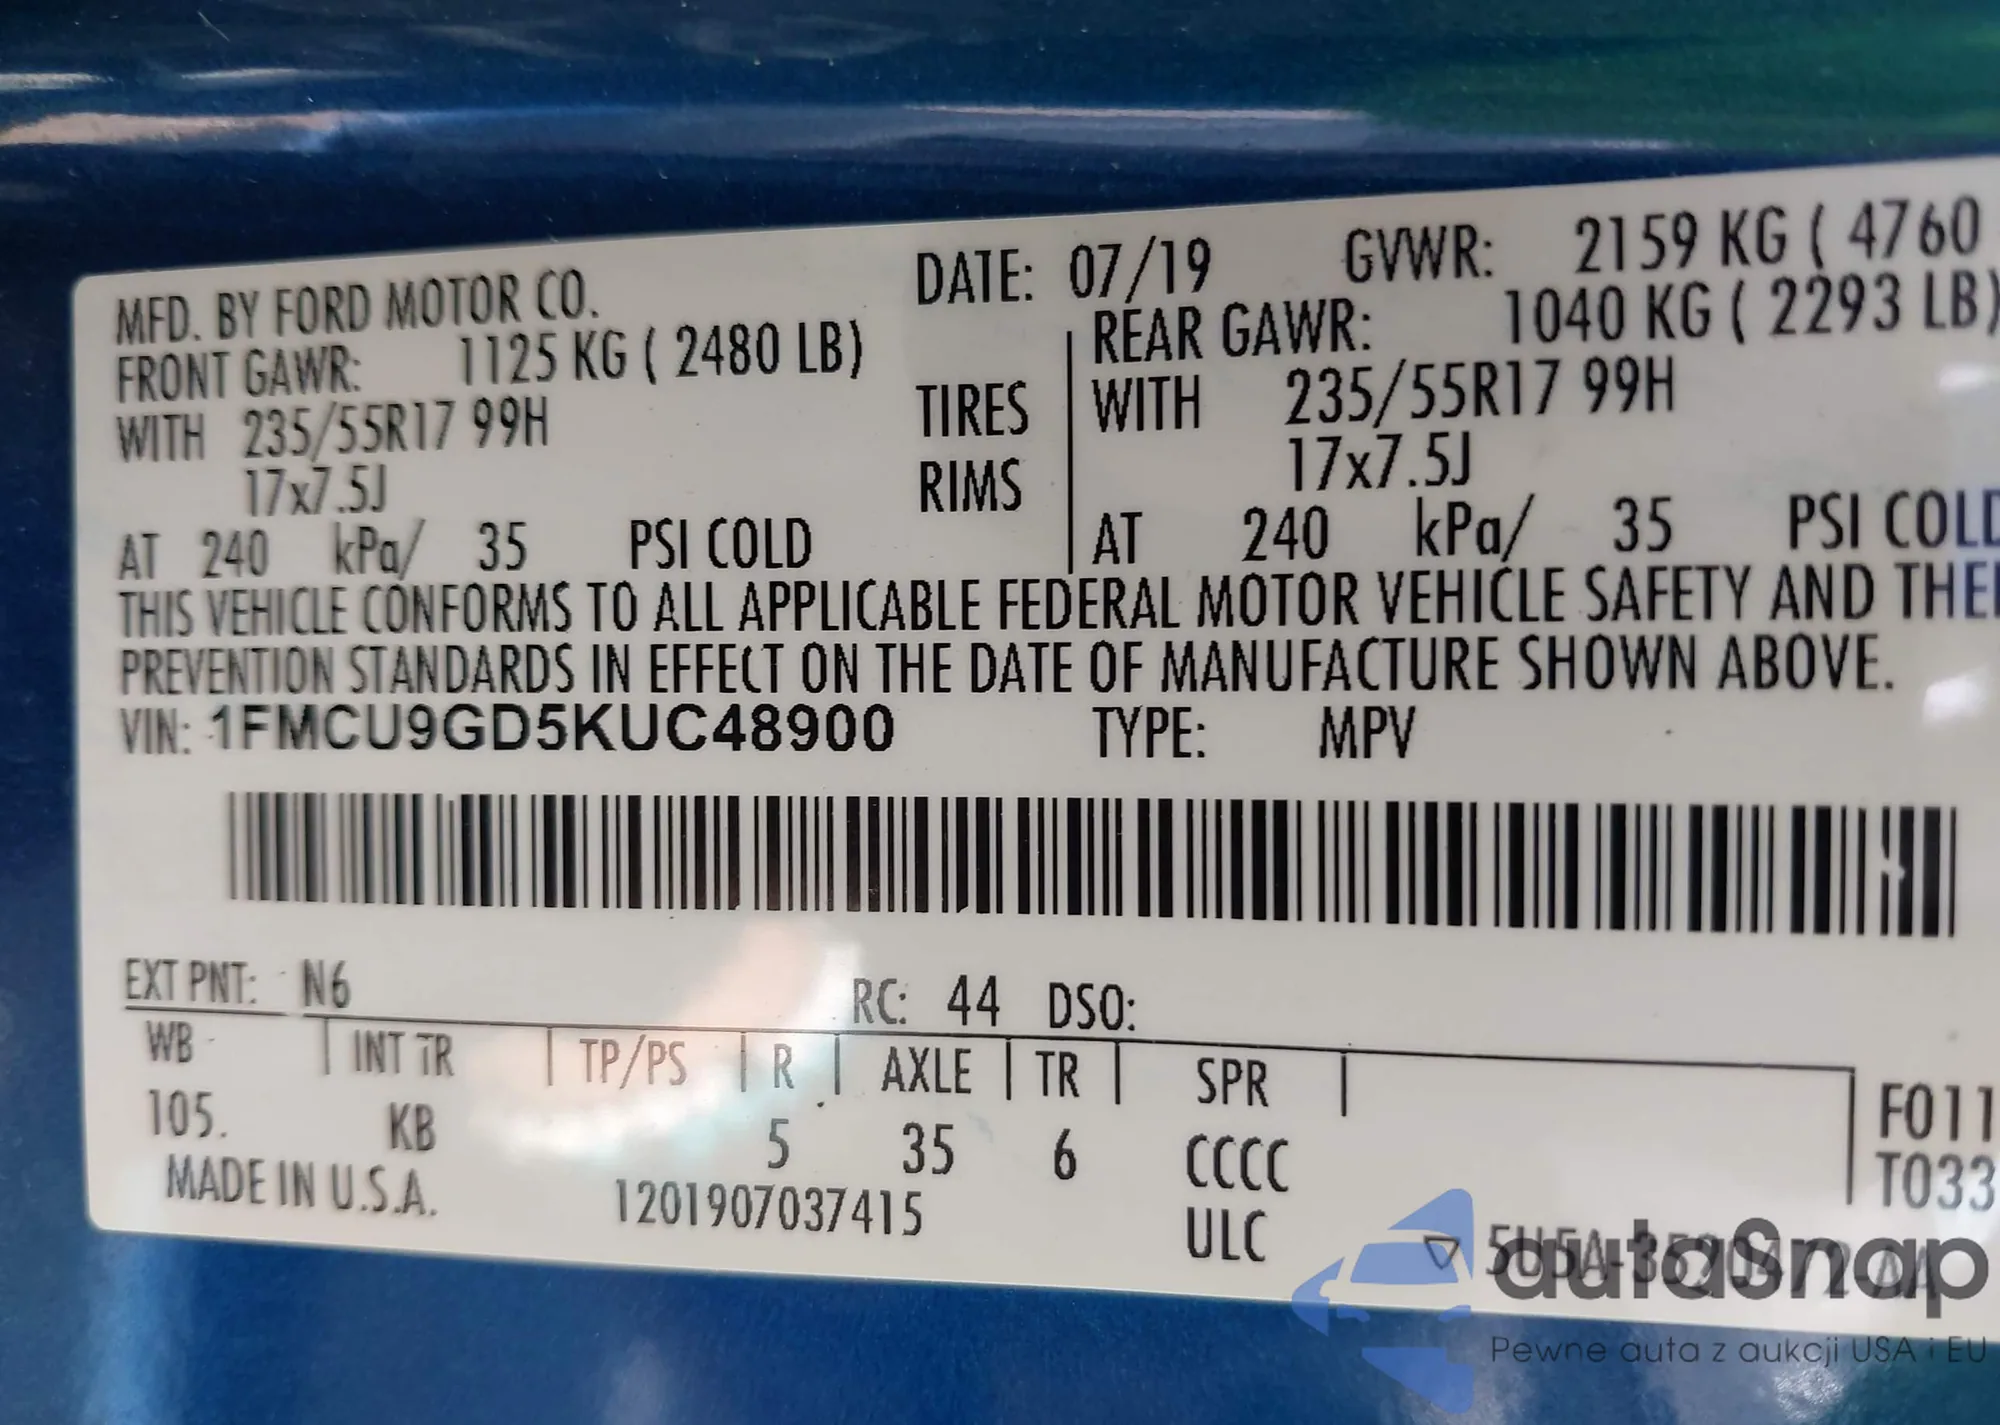 DATE: 07/19 GVWR: 2159 KG ( 4760
MFD. BY FORD MOTOR CO.
FRONT GAWR: 1125 KG ( 2480 LB) REAR GAWR: 1040 KG ( 2293 LB)
WITH 235/55R17 99H TIRES WITH 235/55R17 99H
17x7.5J RIMS 17x7.5J
AT 240 kPa/ 35 PSI COLD AT 240 kPa/ 35 PSI COLD
THIS VEHICLE CONFORMS TO ALL APPLICABLE FEDERAL MOTOR VEHICLE SAFETY AND THE
PREVENTION STANDARDS IN EFFECT ON THE DATE OF MANUFACTURE SHOWN ABOVE.
VIN: 1FMCU9GD5KUC48900 TYPE: MPV
EXT PNT: N6 RC: 44 DSO:
WB INT TR TP/PS R AXLE TR SPR
105. KB 5 35 6 CCCC
F011
T033
MADE IN U.S.A. 1201907037415 ULC
autaSnap
Pewne auta z aukcji USA i EU